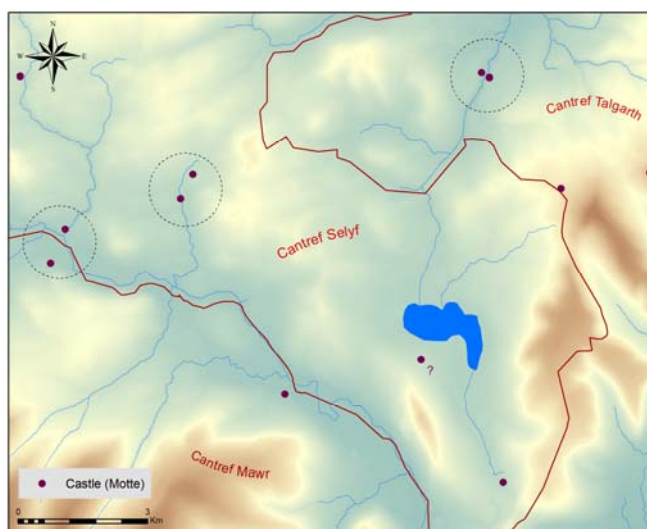 N
W E
S
Cantref Talgarth
Cantref Selyf
?
Cantref Mawr
Castle (Motte)
0 3
Km